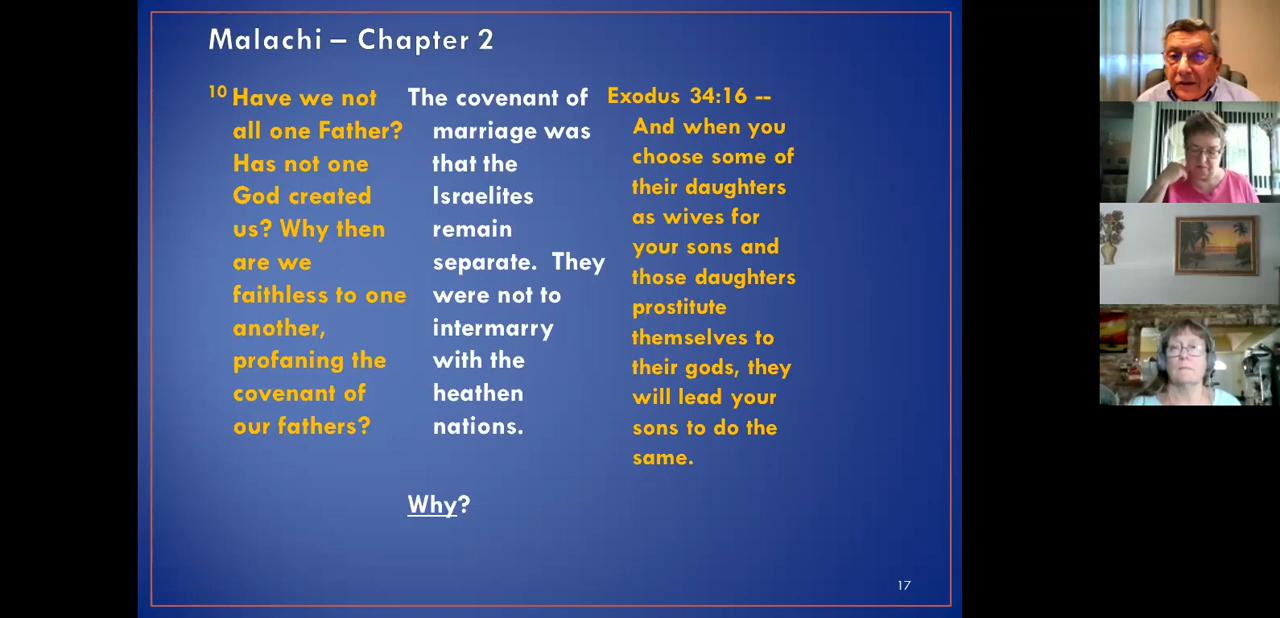 Malachi – Chapter 2
10 Have we not
all one Father?
Has not one
God created
us? Why then
are we
faithless to one
another,
profaning the
covenant of
our fathers?
The covenant of
marriage was
that the
Israelites
remain
separate.  They
were not to
intermarry
with the
heathen
nations.
Why?
Exodus 34:16 --
And when you
choose some of
their daughters
as wives for
your sons and
those daughters
prostitute
themselves to
their gods, they
will lead your
sons to do the
same.
17